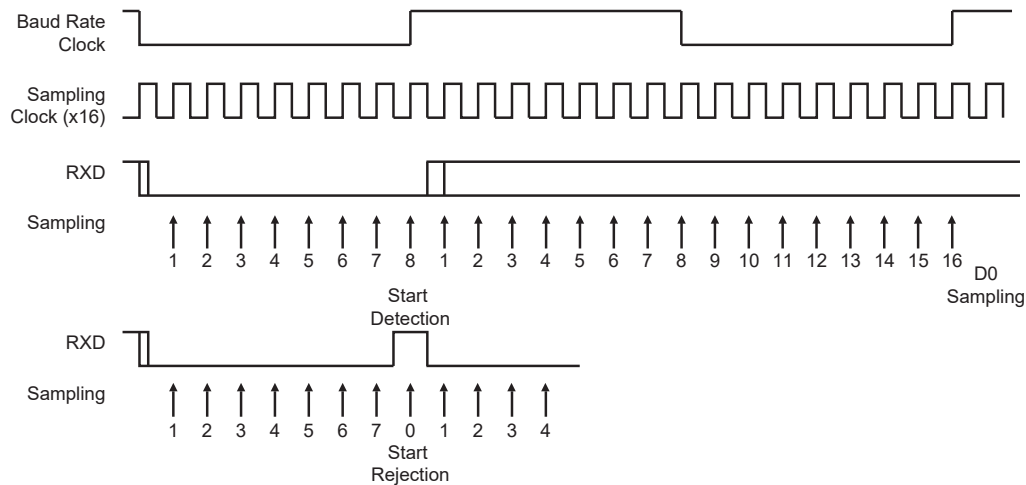 Baud Rate
Clock
Sampling
Clock (x16)
RXD
Sampling
1 2 3 4 5 6 7 8 1 2 3 4 5 6 7 8 9 10 11 12 13 14 15 16
D0
Sampling
Start
Detection
RXD
Sampling
1 2 3 4 5 6 7 0 1 2 3 4
Start
Rejection